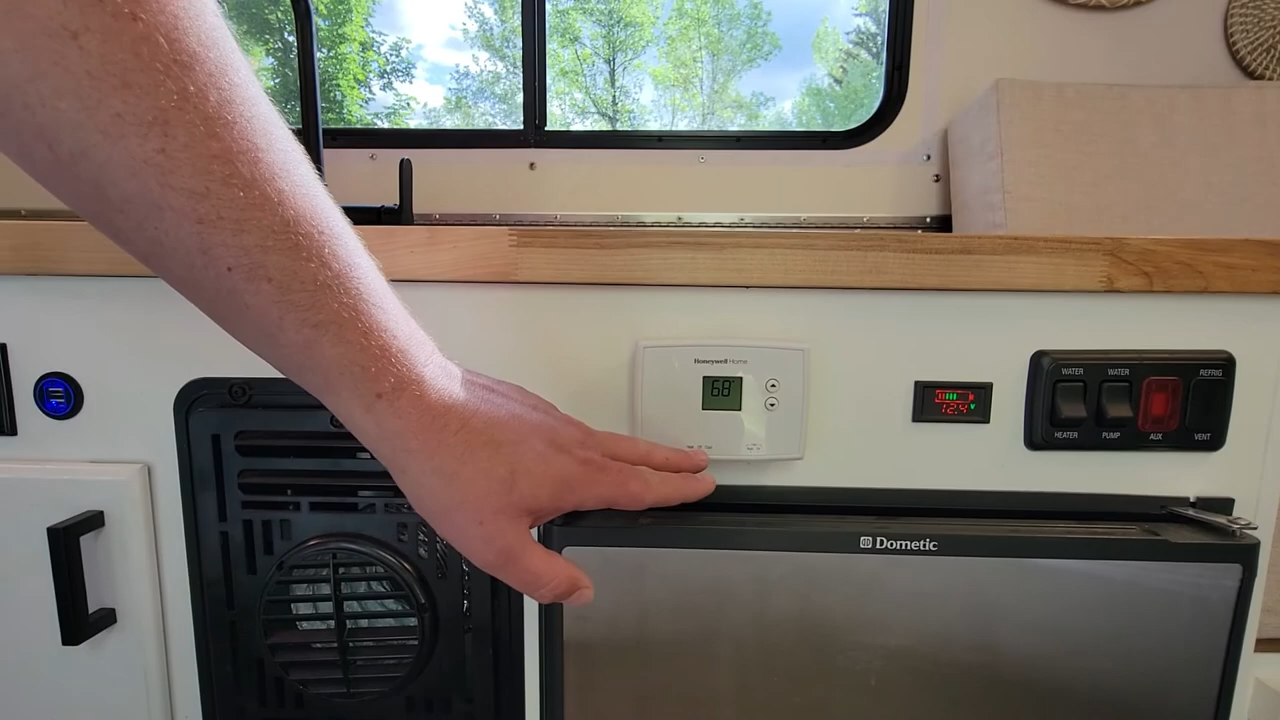 Honeywell Home
68°
12.4 V
WATER WATER REFRIG
HEATER PUMP AUX VENT
Dometic